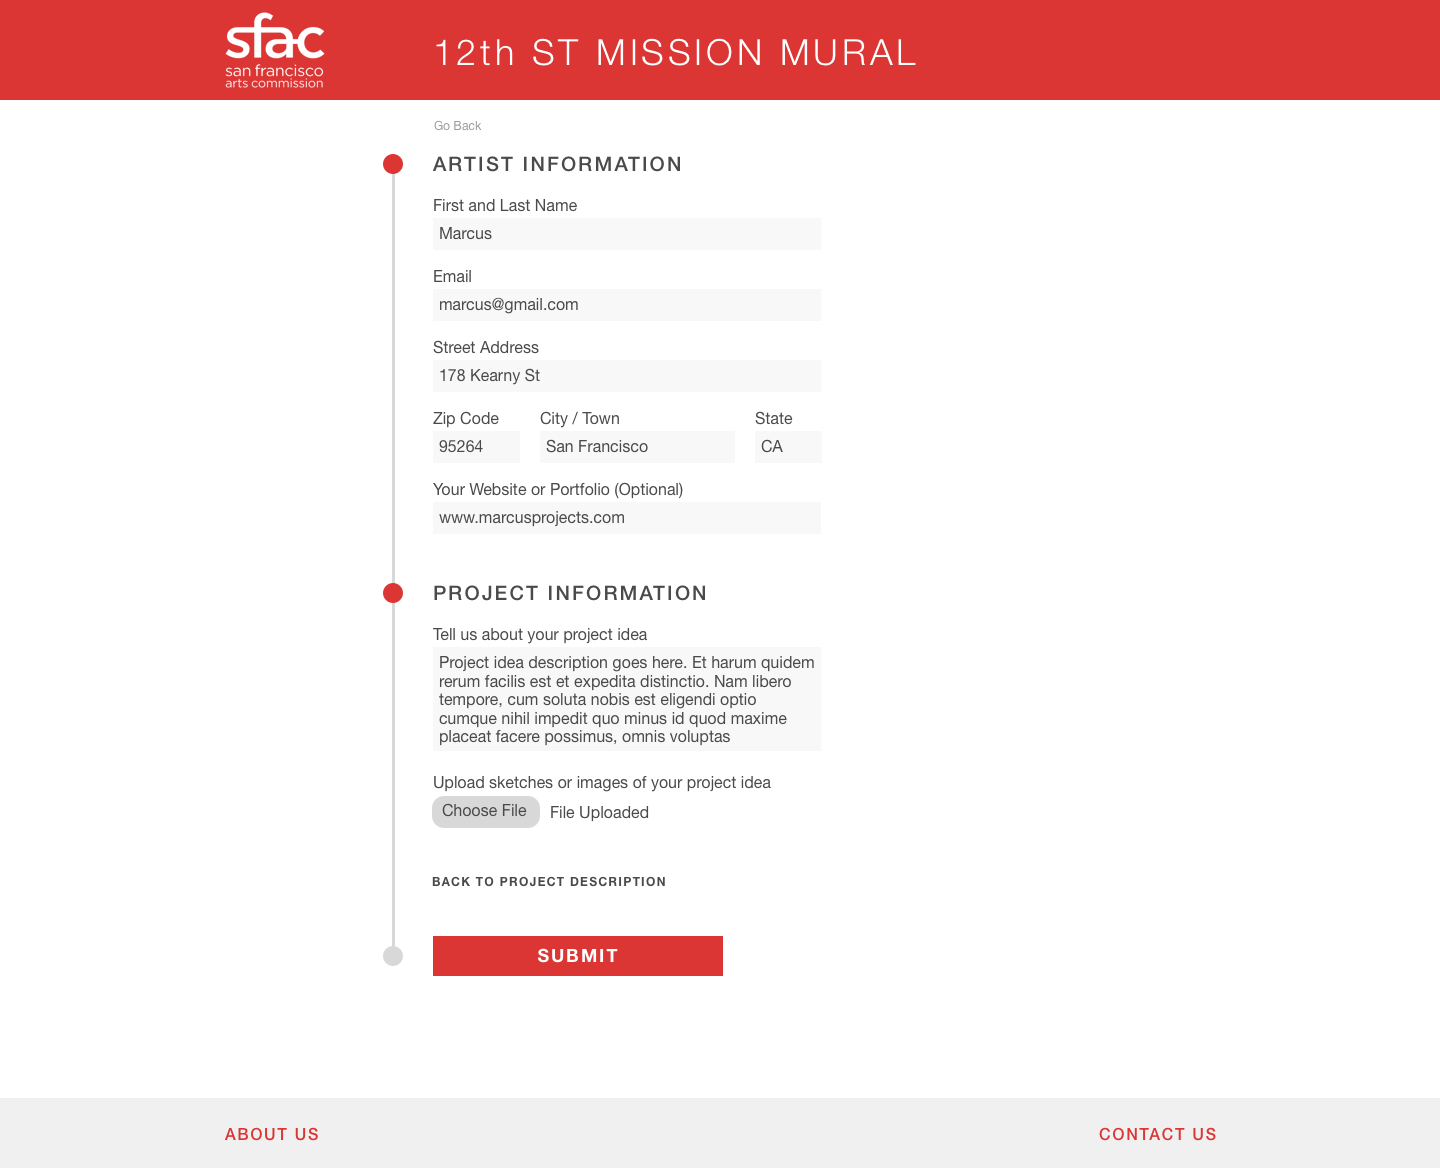 sfac
san francisco
arts commission
12th ST MISSION MURAL
Go Back
ARTIST INFORMATION
First and Last Name
Marcus
Email
marcus@gmail.com
Street Address
178 Kearny St
Zip Code City / Town State
95264 San Francisco CA
Your Website or Portfolio (Optional)
www.marcusprojects.com
PROJECT INFORMATION
Tell us about your project idea
Project idea description goes here. Et harum quidem
rerum facilis est et expedita distinctio. Nam libero
tempore, cum soluta nobis est eligendi optio
cumque nihil impedit quo minus id quod maxime
placeat facere possimus, omnis voluptas
Upload sketches or images of your project idea
Choose File File Uploaded
BACK TO PROJECT DESCRIPTION
SUBMIT
ABOUT US CONTACT US